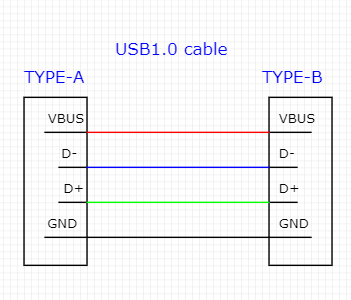 USB1.0 cable
TYPE-A
TYPE-B
VBUS
VBUS
D-
D-
D+
D+
GND
GND